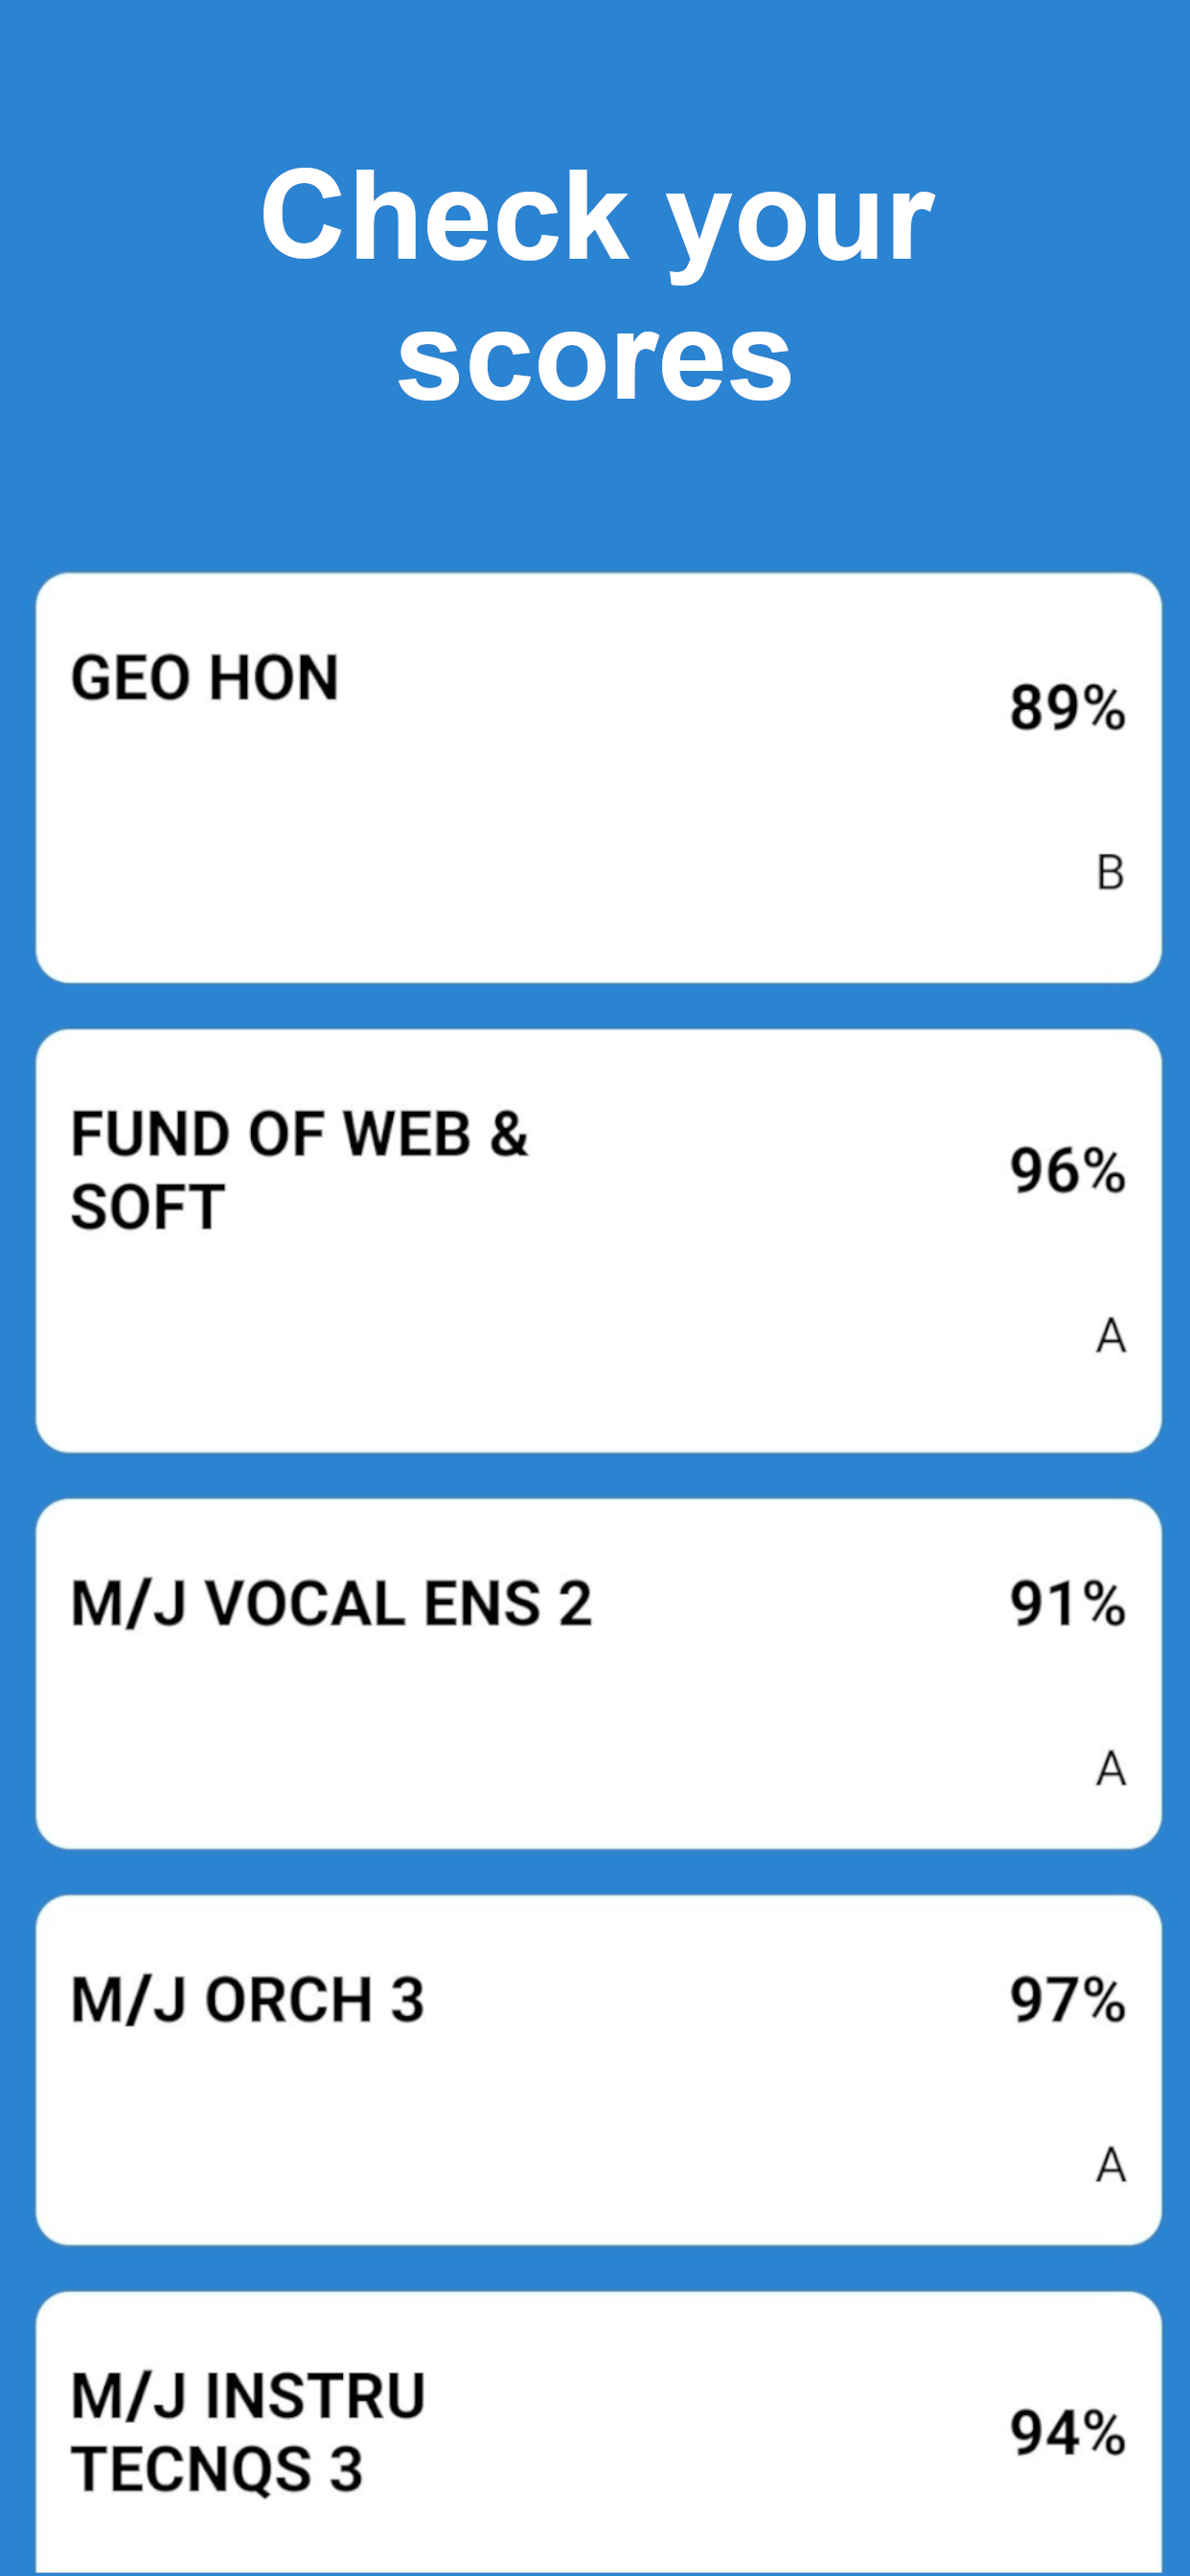 Check your
scores
GEO HON
89%
B
FUND OF WEB &
SOFT
96%
A
M/J VOCAL ENS 2
91%
A
M/J ORCH 3
97%
A
M/J INSTRU
TECNQS 3
94%